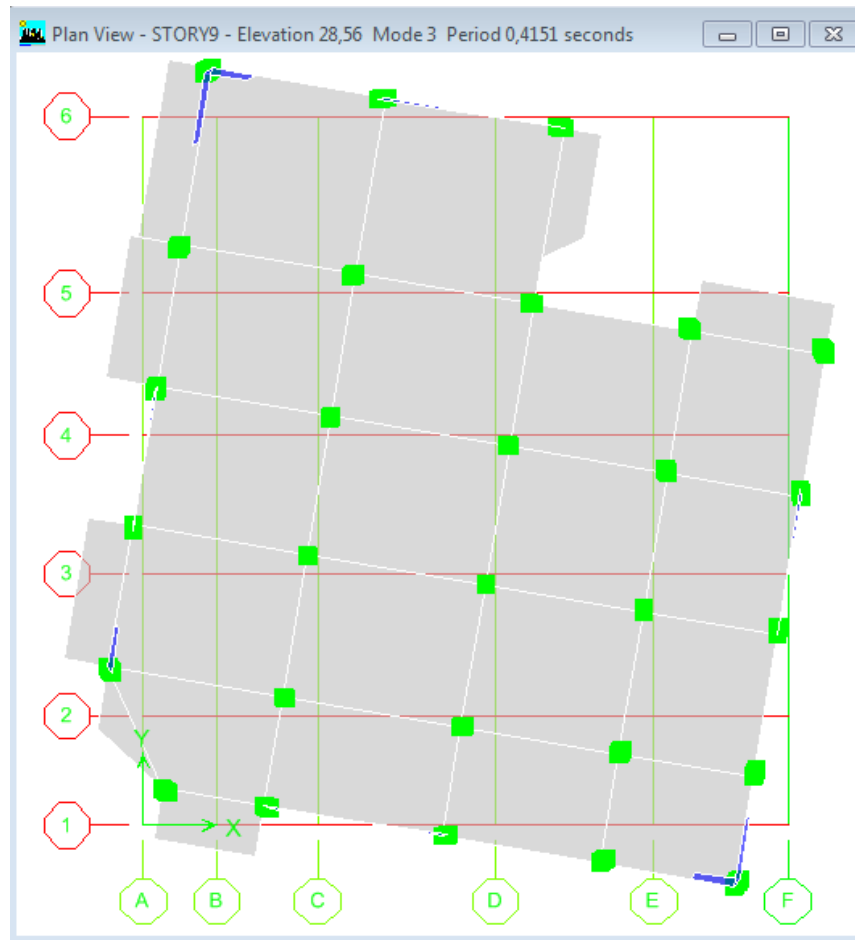 Plan View - STORY9 - Elevation 28,56 Mode 3 Period 0,4151 seconds
6
5
4
3
2
Y
1
X
A B C D E F